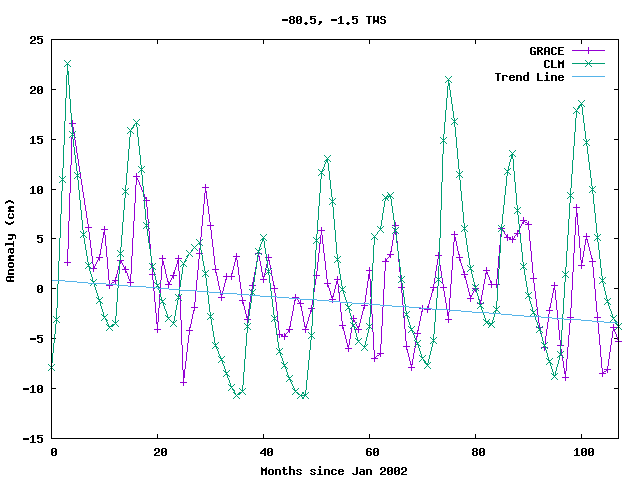 -80.5, -1.5 TWS
GRACE
CLM
Trend Line
25
20
15
10
5
0
-5
-10
-15
Anomaly (cm)
0 20 40 60 80 100
Months since Jan 2002